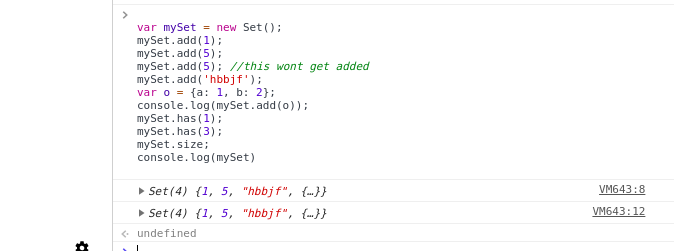 var mySet = new Set();
mySet.add(1);
mySet.add(5);
mySet.add(5); //this wont get added
mySet.add('hbbjf');
var o = {a: 1, b: 2};
console.log(mySet.add(o));
mySet.has(1);
mySet.has(3);
mySet.size;
console.log(mySet)
Set(4) {1, 5, "hbbjf", {…}} VM643:8
Set(4) {1, 5, "hbbjf", {…}} VM643:12
undefined